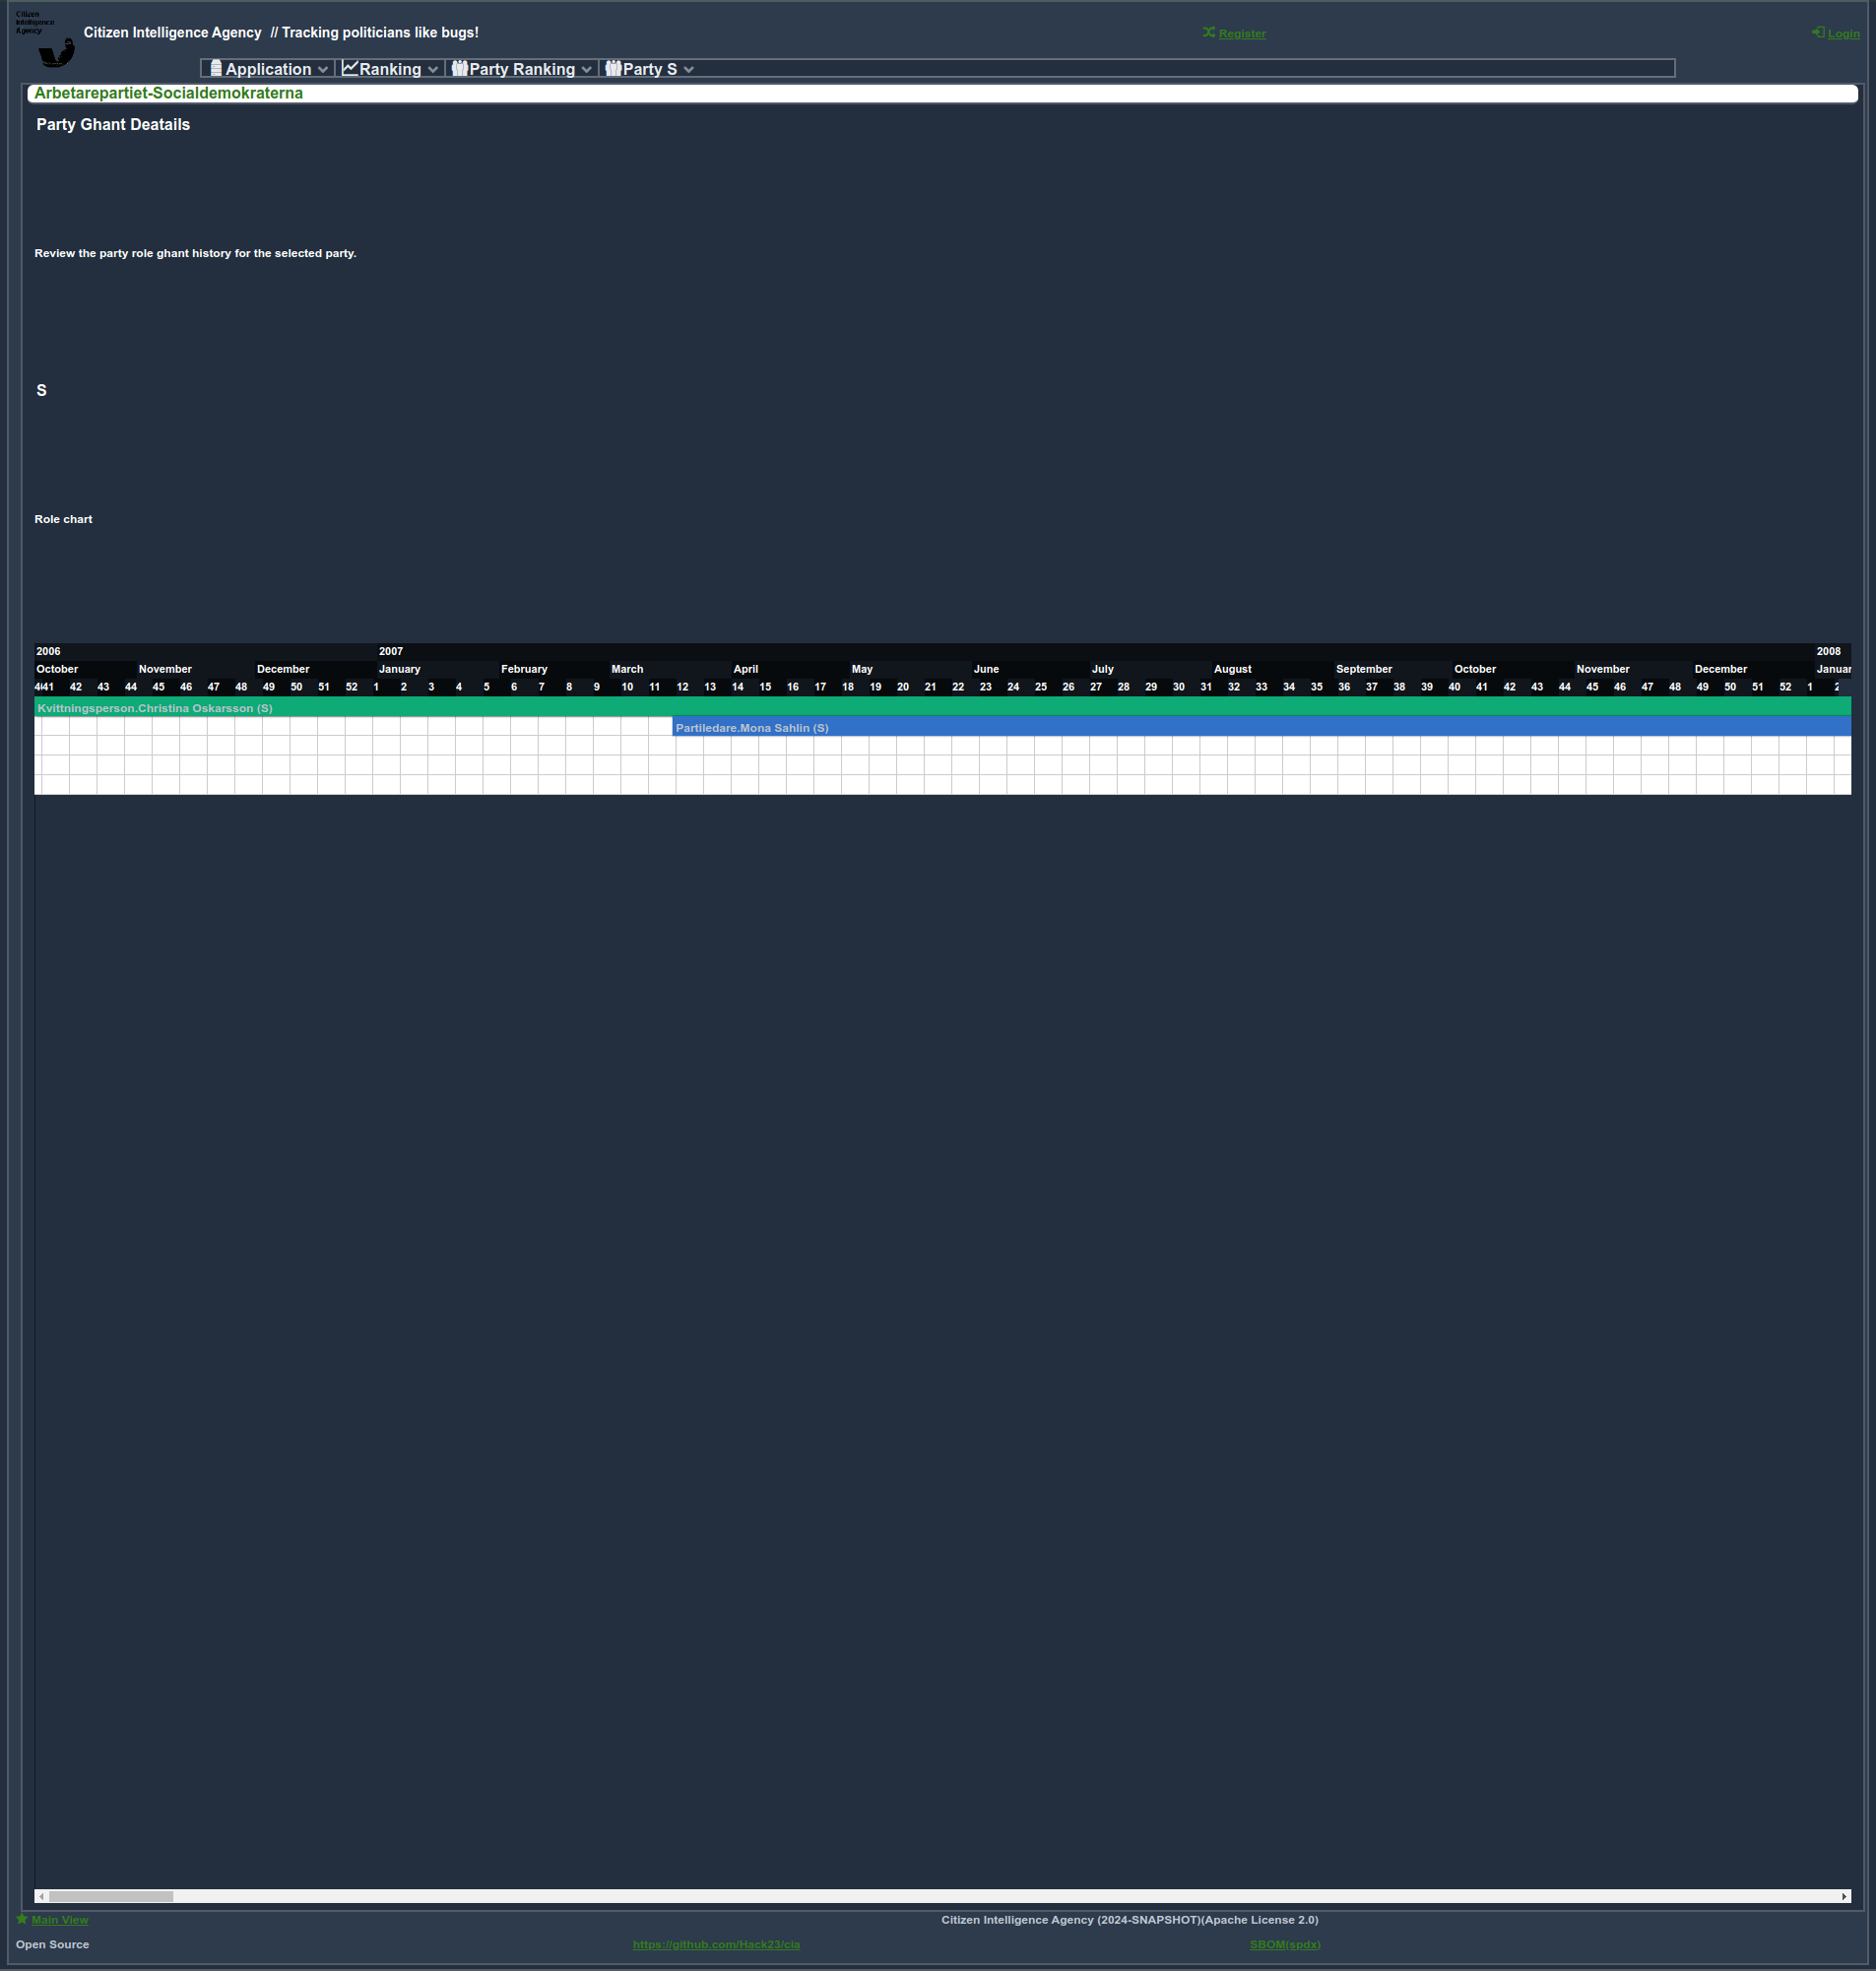 Citizen
Intelligence
Agency
Citizen Intelligence Agency // Tracking politicians like bugs!
Register
Login
Application
Ranking
Party Ranking
Party S
Arbetarepartiet-Socialdemokraterna
Party Ghant Deatails
Review the party role ghant history for the selected party.
S
Role chart
2006 2007 2008
October November December January February March April May June July August September October November December Januar
41 42 43 44 45 46 47 48 49 50 51 52 1 2 3 4 5 6 7 8 9 10 11 12 13 14 15 16 17 18 19 20 21 22 23 24 25 26 27 28 29 30 31 32 33 34 35 36 37 38 39 40 41 42 43 44 45 46 47 48 49 50 51 52 1 2
Kvittningsperson.Christina Oskarsson (S)
Partiledare.Mona Sahlin (S)
Main View
Citizen Intelligence Agency (2024-SNAPSHOT)(Apache License 2.0)
Open Source
https://github.com/Hack23/cia
SBOM(spdx)